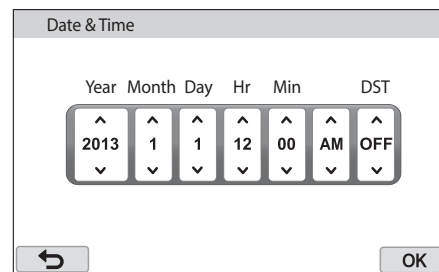 Date & Time
Year Month Day Hr Min DST
2013 1 1 12 00 AM OFF
OK